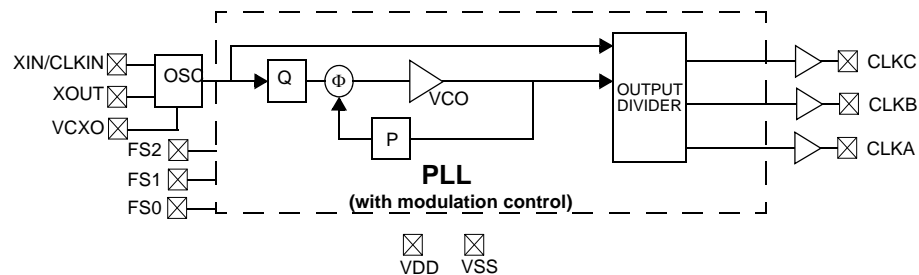 XIN/CLKIN
OSC
XOUT
VCXO
FS2
FS1
FS0
Q
Φ
VCO
P
PLL
(with modulation control)
OUTPUT
DIVIDER
CLKC
CLKB
CLKA
VDD
VSS